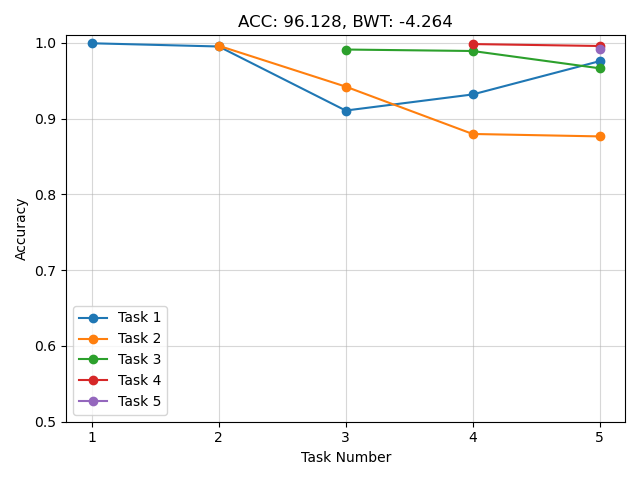 ACC: 96.128, BWT: -4.264
1.0
0.9
0.8
0.7
0.6
0.5
Accuracy
Task 1
Task 2
Task 3
Task 4
Task 5
1 2 3 4 5
Task Number